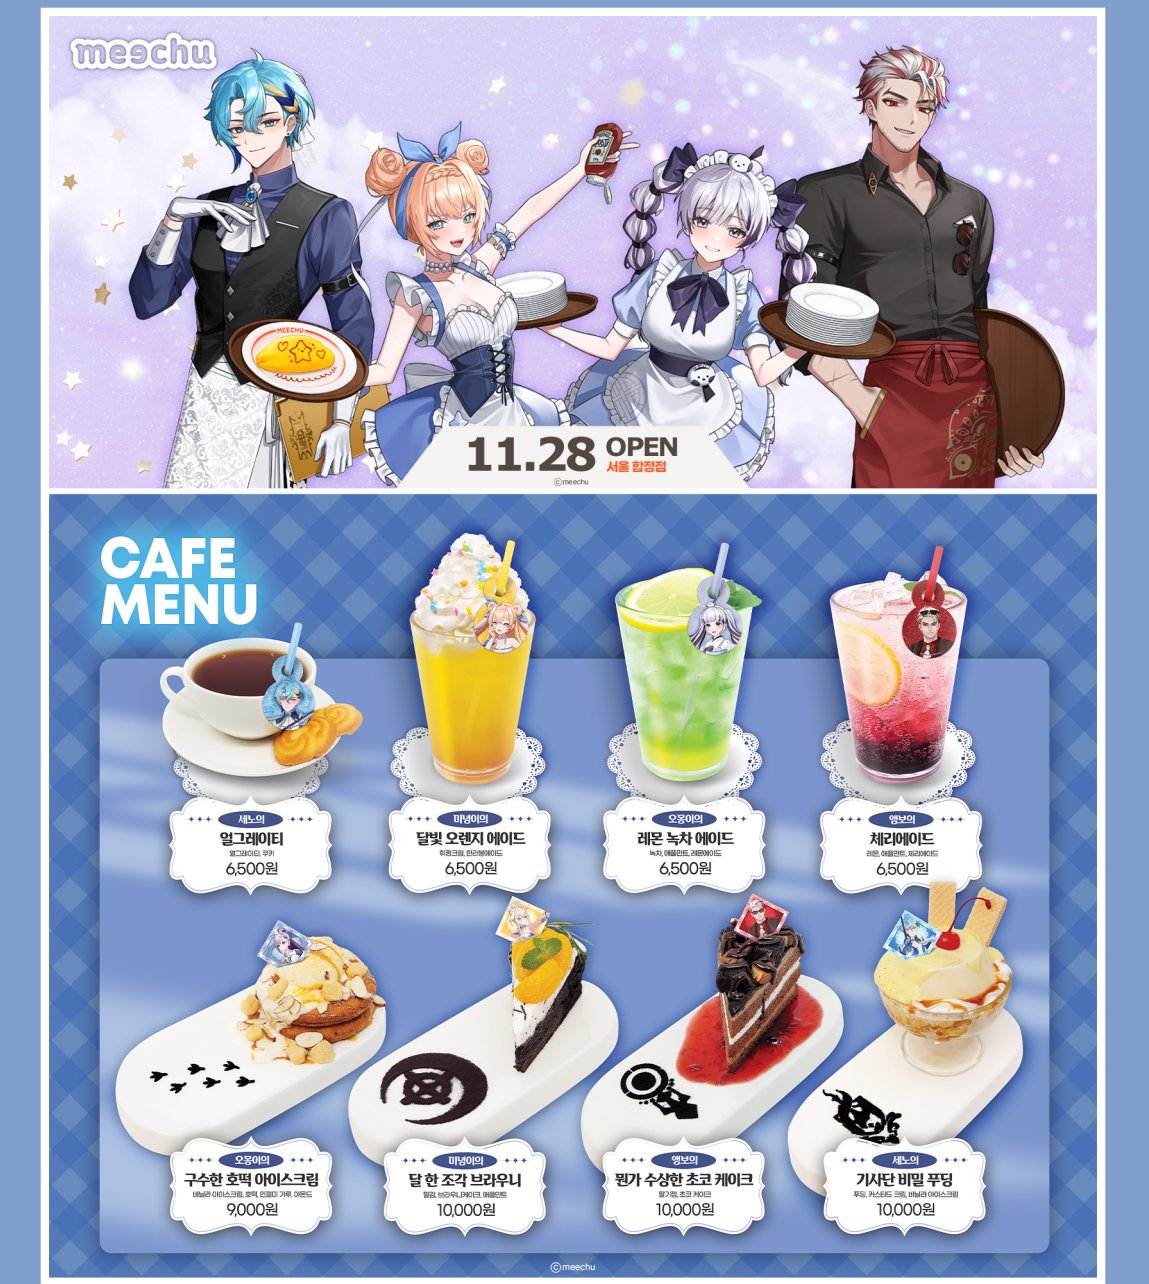 meechu
MEECHU
11.28 OPEN
서울 합정점
©meechu
CAFE
MENU
세노의
얼그레이티
얼그레이티, 쿠키
6,500원
미녕이의
달빛 오렌지 에이드
휘핑크림, 한라봉에이드
6,500원
오몽이의
레몬 녹차 에이드
녹차, 애플민트, 레몬에이드
6,500원
앵보의
체리에이드
레몬, 애플민트, 체리에이드
6,500원
오몽이의
구수한 호떡 아이스크림
바닐라 아이스크림, 호떡, 인절미 가루, 아몬드
9,000원
미녕이의
달 한 조각 브라우니
브라우니케이크, 애플민트
10,000원
앵보의
뭔가 수상한 초코 케이크
딸기잼, 초코 케이크
10,000원
세노의
기사단 비밀 푸딩
푸딩, 커스타드 크림, 바닐라 아이스크림
10,000원
©meechu